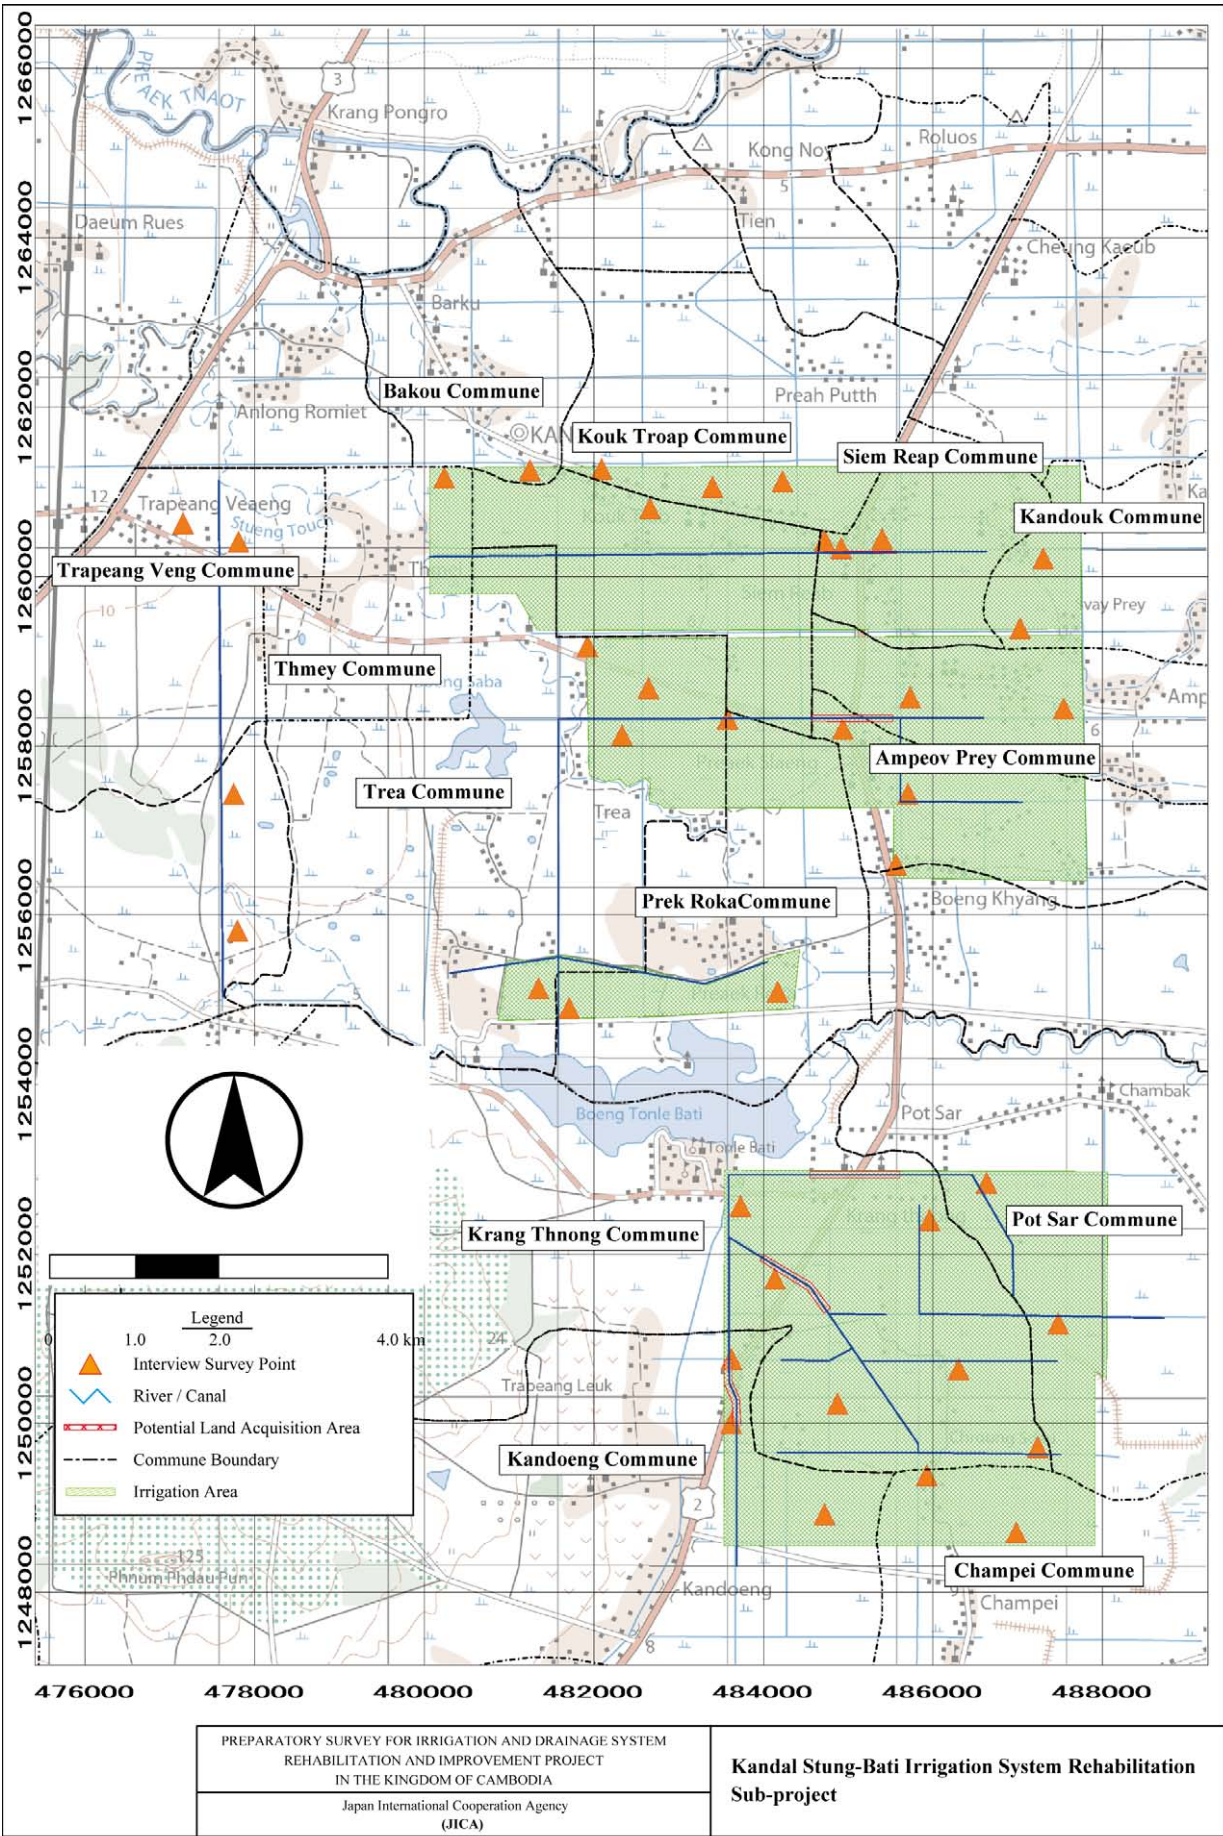 1266000
1264000
1262000
1260000
1258000
1256000
1254000
1252000
1250000
1248000
476000
478000
480000
482000
484000
486000
488000
PREAEK TNAOT
3
Krang Pongro
Kong Noy
Roluos
5
Daeum Rues
Tien
Cheung Kaeub
Barku
Bakou Commune
Preah Putth
Anlong Romiet
KAN
Kouk Troap Commune
Siem Reap Commune
12
Trapeang Veaeng
Stueng Touch
Kandouk Commune
Trapeang Veng Commune
10
vay Prey
Thmey Commune
Saba
Amp
6
Ampeov Prey Commune
Trea Commune
Trea
Prek RokaCommune
Boeng Khyang
5
Chambak
Boeng Tonle Bati
Pot Sar
Tonle Bati
Krang Thnong Commune
Pot Sar Commune
24
Trapeang Leuk
Kandoeng Commune
2
125
Phnum Phdau Pun
Champei Commune
Kandoeng
9
Champei
8
Legend
0
1.0
2.0
4.0 km
Interview Survey Point
River / Canal
Potential Land Acquisition Area
Commune Boundary
Irrigation Area
PREPARATORY SURVEY FOR IRRIGATION AND DRAINAGE SYSTEM
REHABILITATION AND IMPROVEMENT PROJECT
IN THE KINGDOM OF CAMBODIA
Japan International Cooperation Agency
(JICA)
Kandal Stung-Bati Irrigation System Rehabilitation
Sub-project